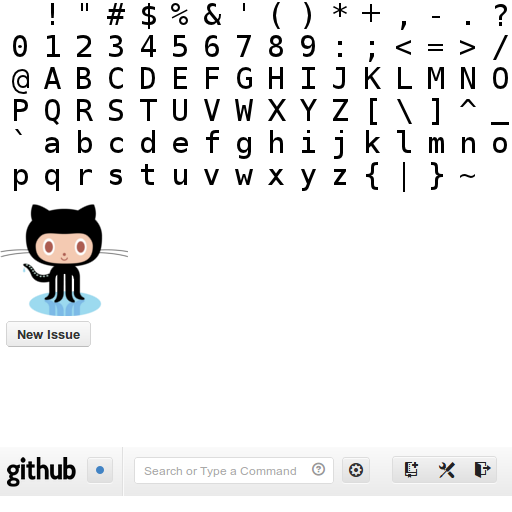 ! " # $ % & ' ( ) * + , - . ?
0 1 2 3 4 5 6 7 8 9 : ; < = > /
@ A B C D E F G H I J K L M N O
P Q R S T U V W X Y Z [ \ ] ^ _
` a b c d e f g h i j k l m n o
p q r s t u v w x y z { | } ~
New Issue
github Search or Type a Command ?